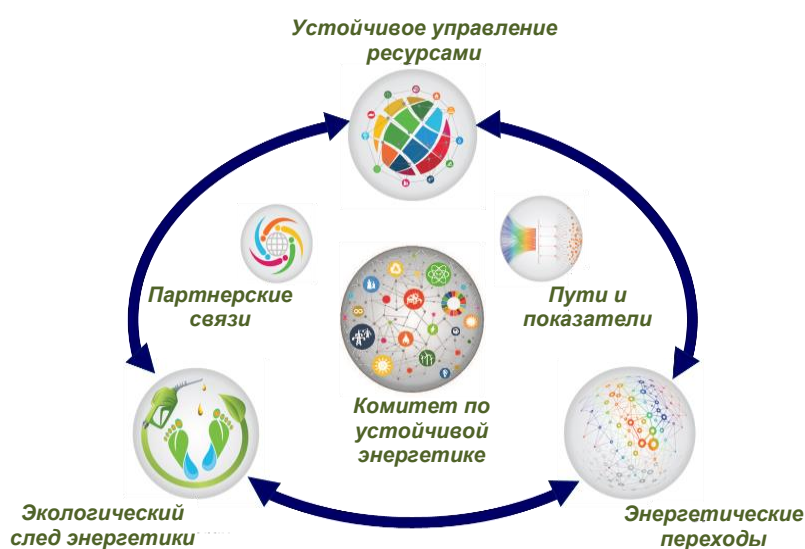 Устойчивое управление
ресурсами
Партнерские
связи
Пути и
показатели
Комитет по
устойчивой
энергетике
Экологический
след энергетики
Энергетические
переходы